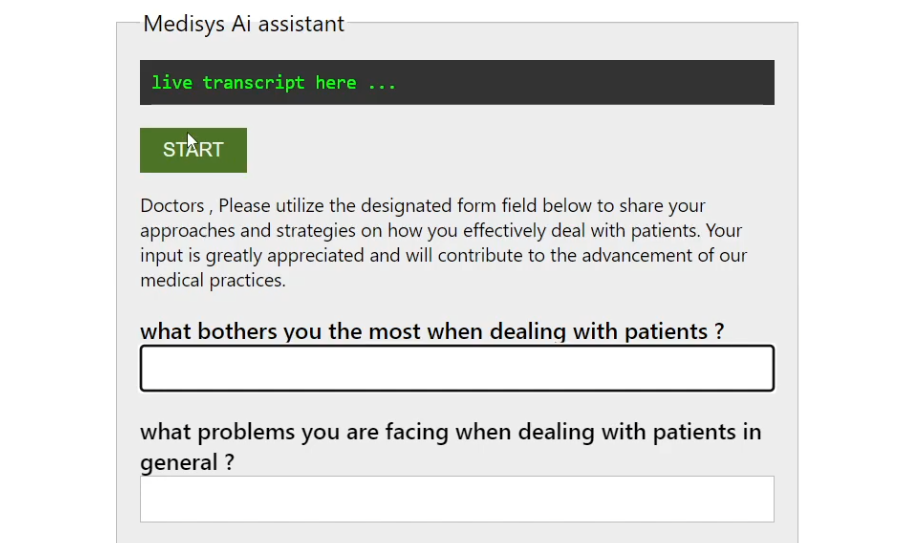 Medisys Ai assistant
live transcript here ...
START
Doctors , Please utilize the designated form field below to share your
approaches and strategies on how you effectively deal with patients. Your
input is greatly appreciated and will contribute to the advancement of our
medical practices.
what bothers you the most when dealing with patients ?
what problems you are facing when dealing with patients in
general ?